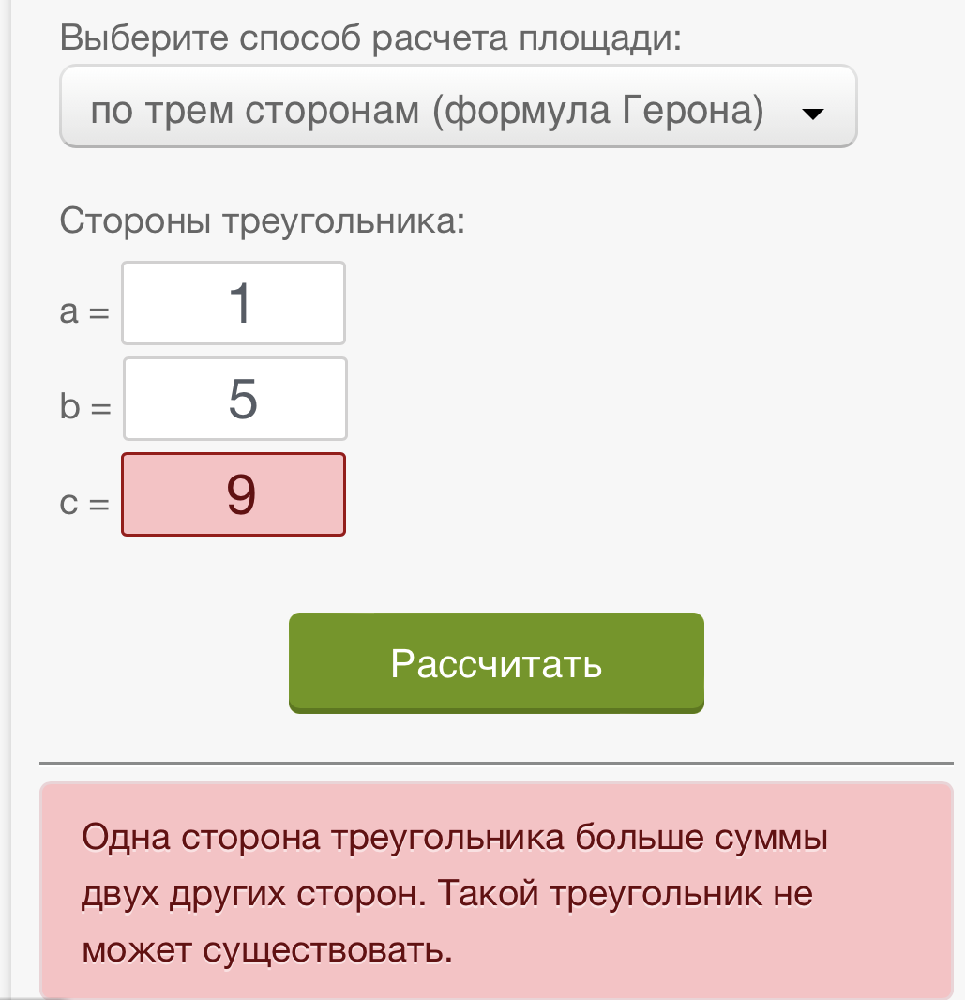 Выберите способ расчета площади:
по трем сторонам (формула Герона)
Стороны треугольника:
a = 1
b = 5
c = 9
Рассчитать
Одна сторона треугольника больше суммы
двух других сторон. Такой треугольник не
может существовать.